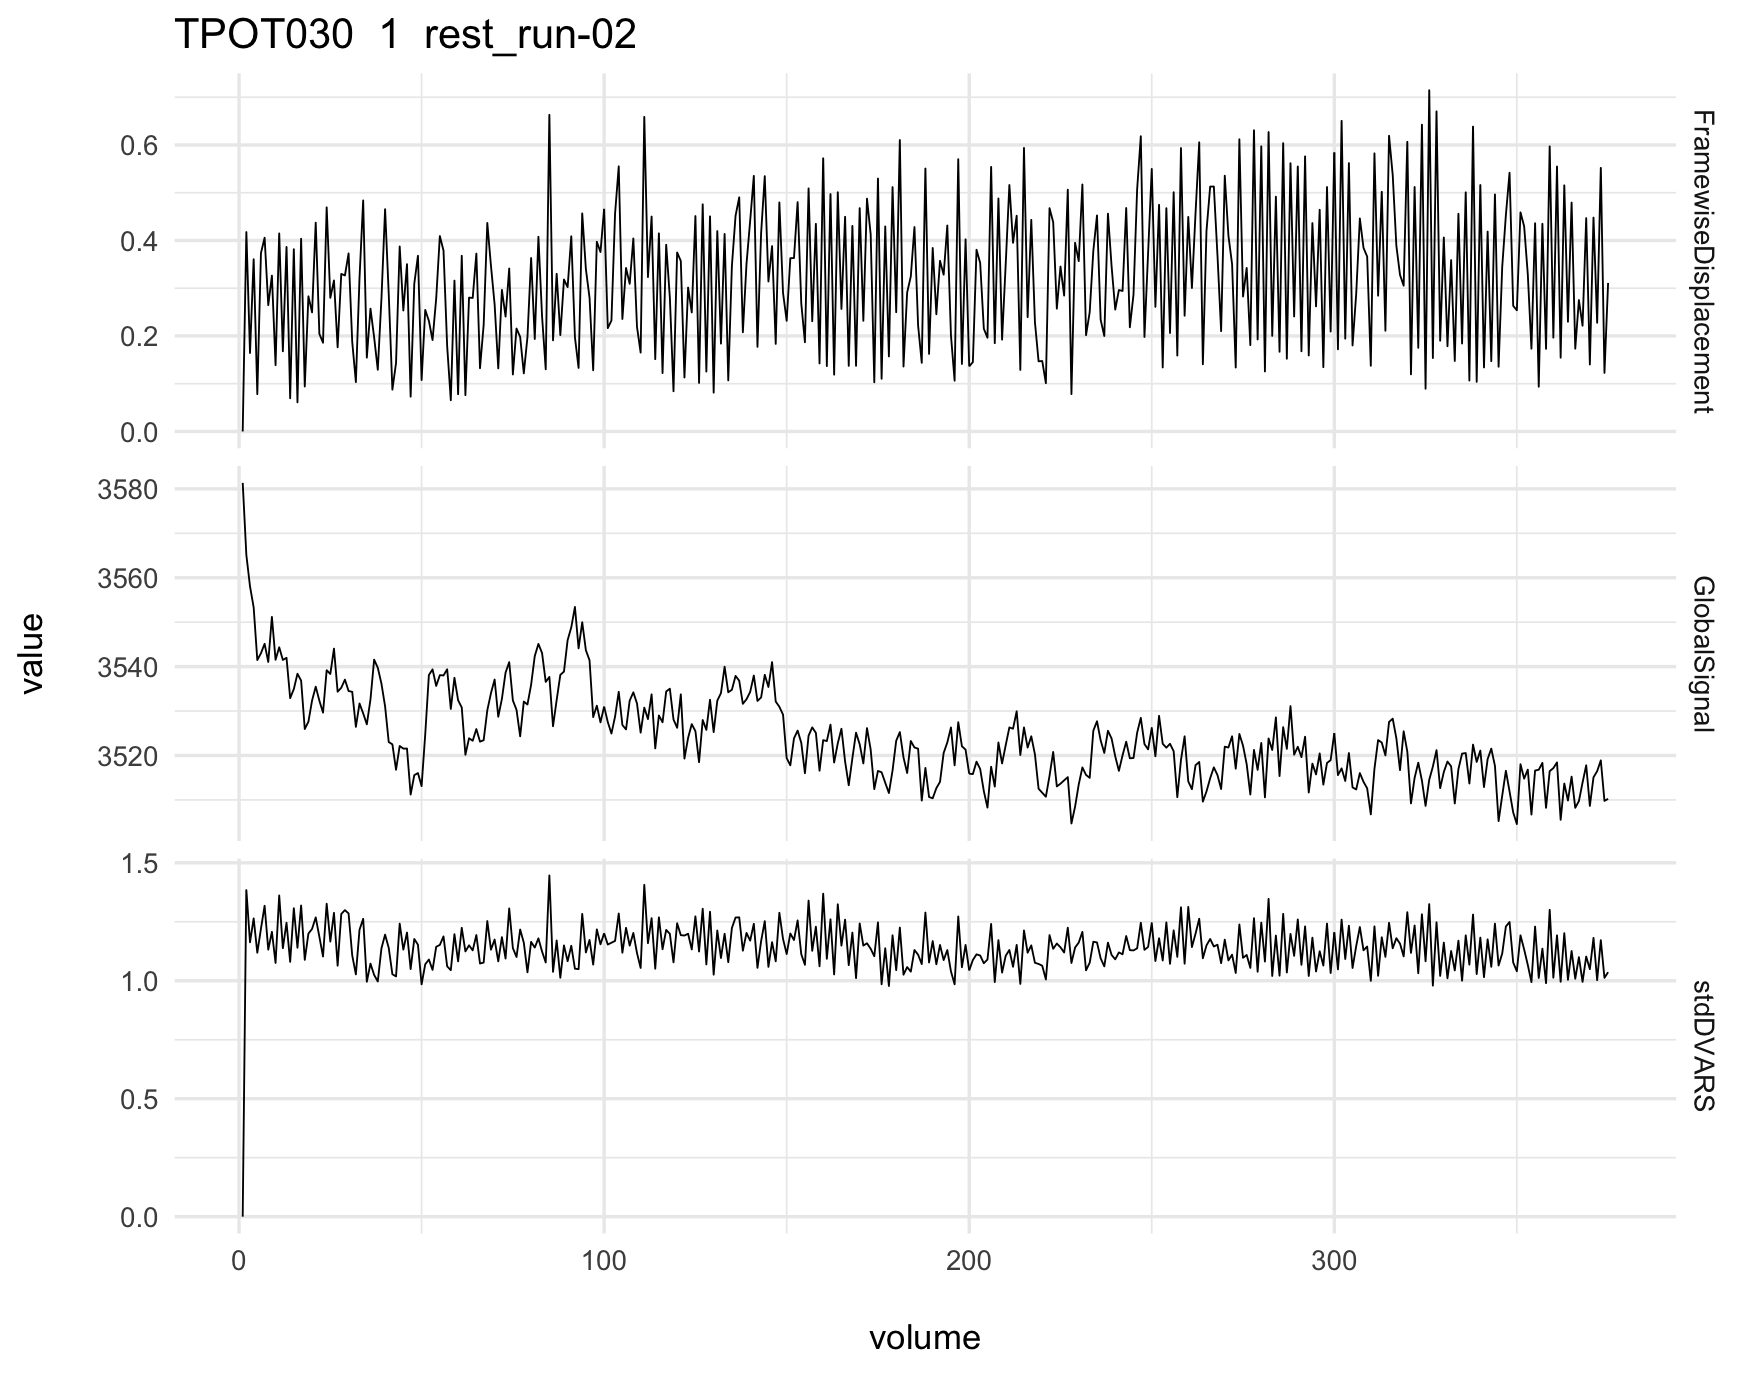 TPOT030 1 rest_run-02
0.6
0.4
0.2
0.0
FramewiseDisplacement
3580
3560
3540
3520
GlobalSignal
value
1.5
1.0
0.5
0.0
stdDVARS
0 100 200 300
volume